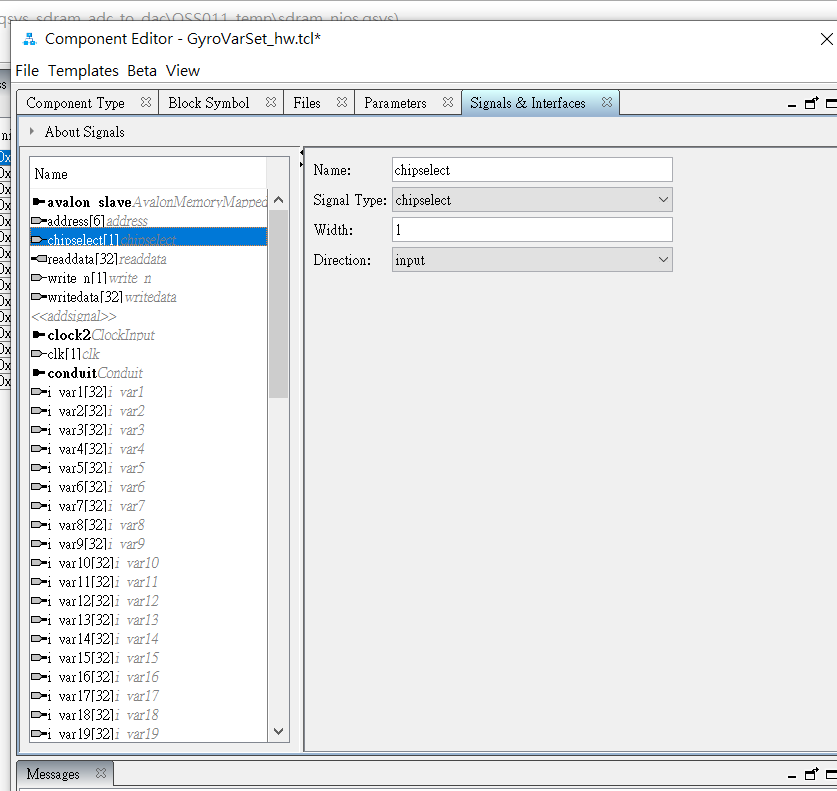 qsys_sdram_adc_to_dac\QSS011_temp\sdram_nios.qsys)
Component Editor - GyroVarSet_hw.tcl*
File Templates Beta View
Component Type Block Symbol Files Parameters Signals & Interfaces
About Signals
Name
avalon_slave AvalonMemoryMapped
address[6] address
chipselect[1] chipselect
readdata[32] readdata
write_n[1] write_n
writedata[32] writedata
<<add signal>>
clock2 Clock Input
clk[1] clk
conduit Conduit
i_var1[32] i_var1
i_var2[32] i_var2
i_var3[32] i_var3
i_var4[32] i_var4
i_var5[32] i_var5
i_var6[32] i_var6
i_var7[32] i_var7
i_var8[32] i_var8
i_var9[32] i_var9
i_var10[32] i_var10
i_var11[32] i_var11
i_var12[32] i_var12
i_var13[32] i_var13
i_var14[32] i_var14
i_var15[32] i_var15
i_var16[32] i_var16
i_var17[32] i_var17
i_var18[32] i_var18
i_var19[32] i_var19
Name: chipselect
Signal Type: chipselect
Width: 1
Direction: input
Messages